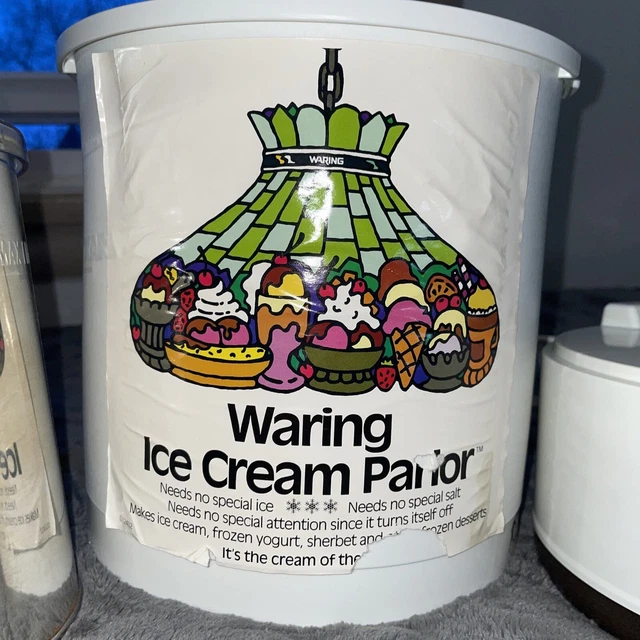 WARING
Waring
Ice Cream Parlor™
Needs no special ice ❄❄❄ Needs no special salt
Needs no special attention since it turns itself off
Makes ice cream, frozen yogurt, sherbet and frozen desserts
It's the cream of the